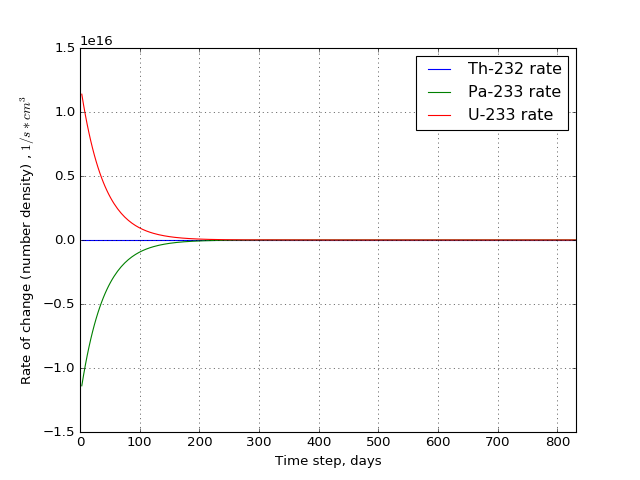 1e16
1.5
1.0
0.5
0.0
−0.5
−1.0
−1.5
Rate of change (number density) , 1/s * cm³
Th-232 rate
Pa-233 rate
U-233 rate
0 100 200 300 400 500 600 700 800
Time step, days